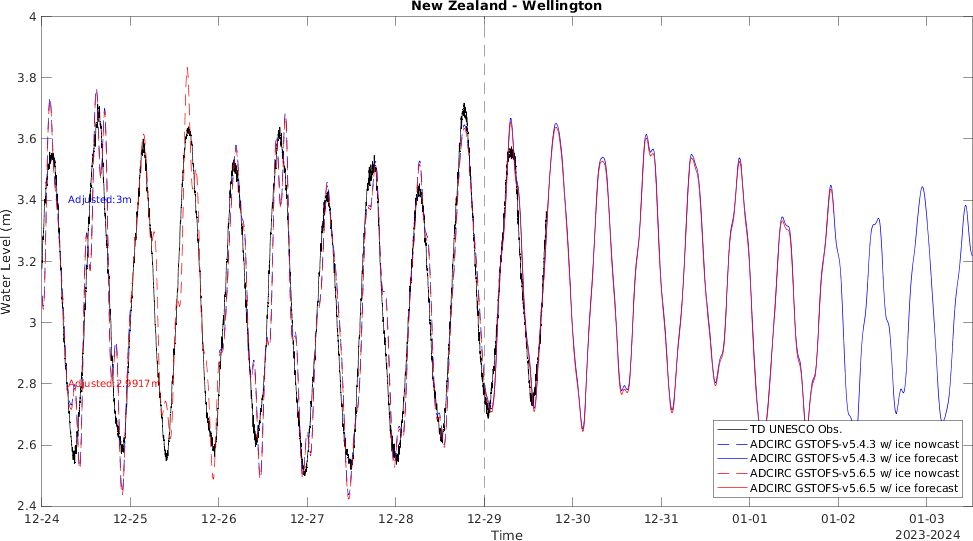 New Zealand - Wellington
4
3.8
3.6
3.4
3.2
3
2.8
2.6
2.4
Water Level (m)
Adjusted:3m
Adjusted:2.9917m
TD UNESCO Obs.
ADCIRC GSTOFS-v5.4.3 w/ ice nowcast
ADCIRC GSTOFS-v5.4.3 w/ ice forecast
ADCIRC GSTOFS-v5.6.5 w/ ice nowcast
ADCIRC GSTOFS-v5.6.5 w/ ice forecast
12-24 12-25 12-26 12-27 12-28 12-29 12-30 12-31 01-01 01-02 01-03
Time
2023-2024